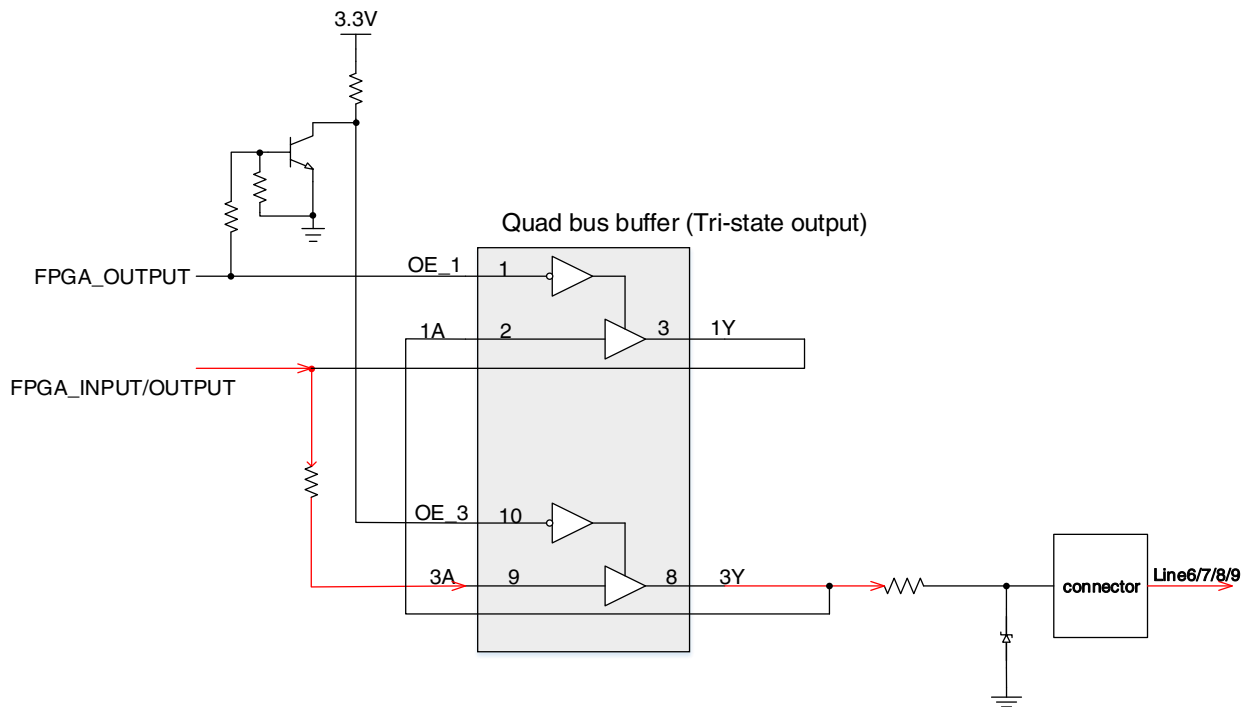 3.3V
Quad bus buffer (Tri-state output)
FPGA_OUTPUT
OE_1
1
1A
2
3
1Y
FPGA_INPUT/OUTPUT
OE_3
10
3A
9
8
3Y
connector
Line6/7/8/9